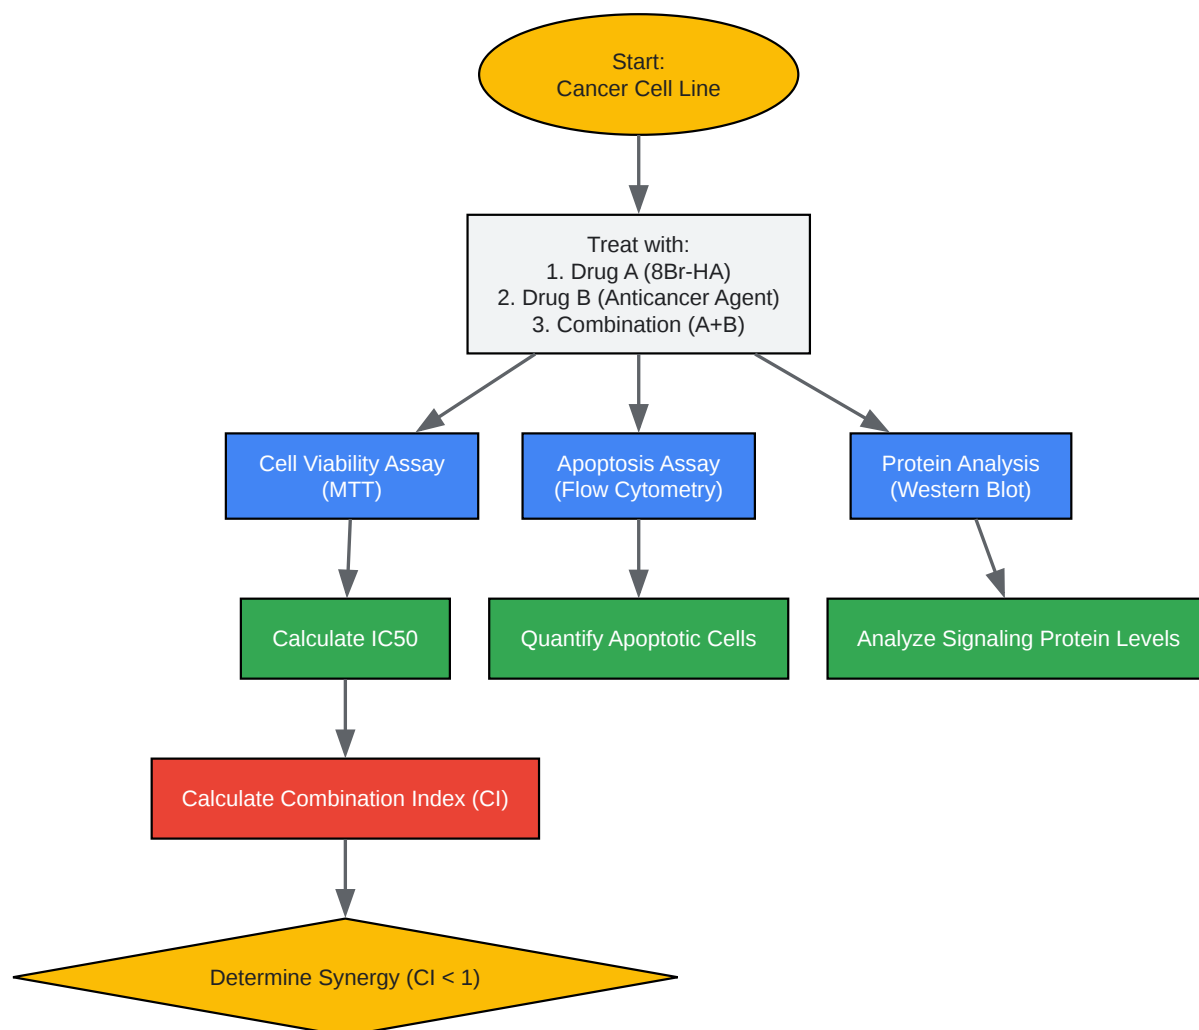 Start:
Cancer Cell Line
Treat with:
1. Drug A (8Br-HA)
2. Drug B (Anticancer Agent)
3. Combination (A+B)
Cell Viability Assay
(MTT)
Apoptosis Assay
(Flow Cytometry)
Protein Analysis
(Western Blot)
Calculate IC50
Quantify Apoptotic Cells
Analyze Signaling Protein Levels
Calculate Combination Index (CI)
Determine Synergy (CI < 1)